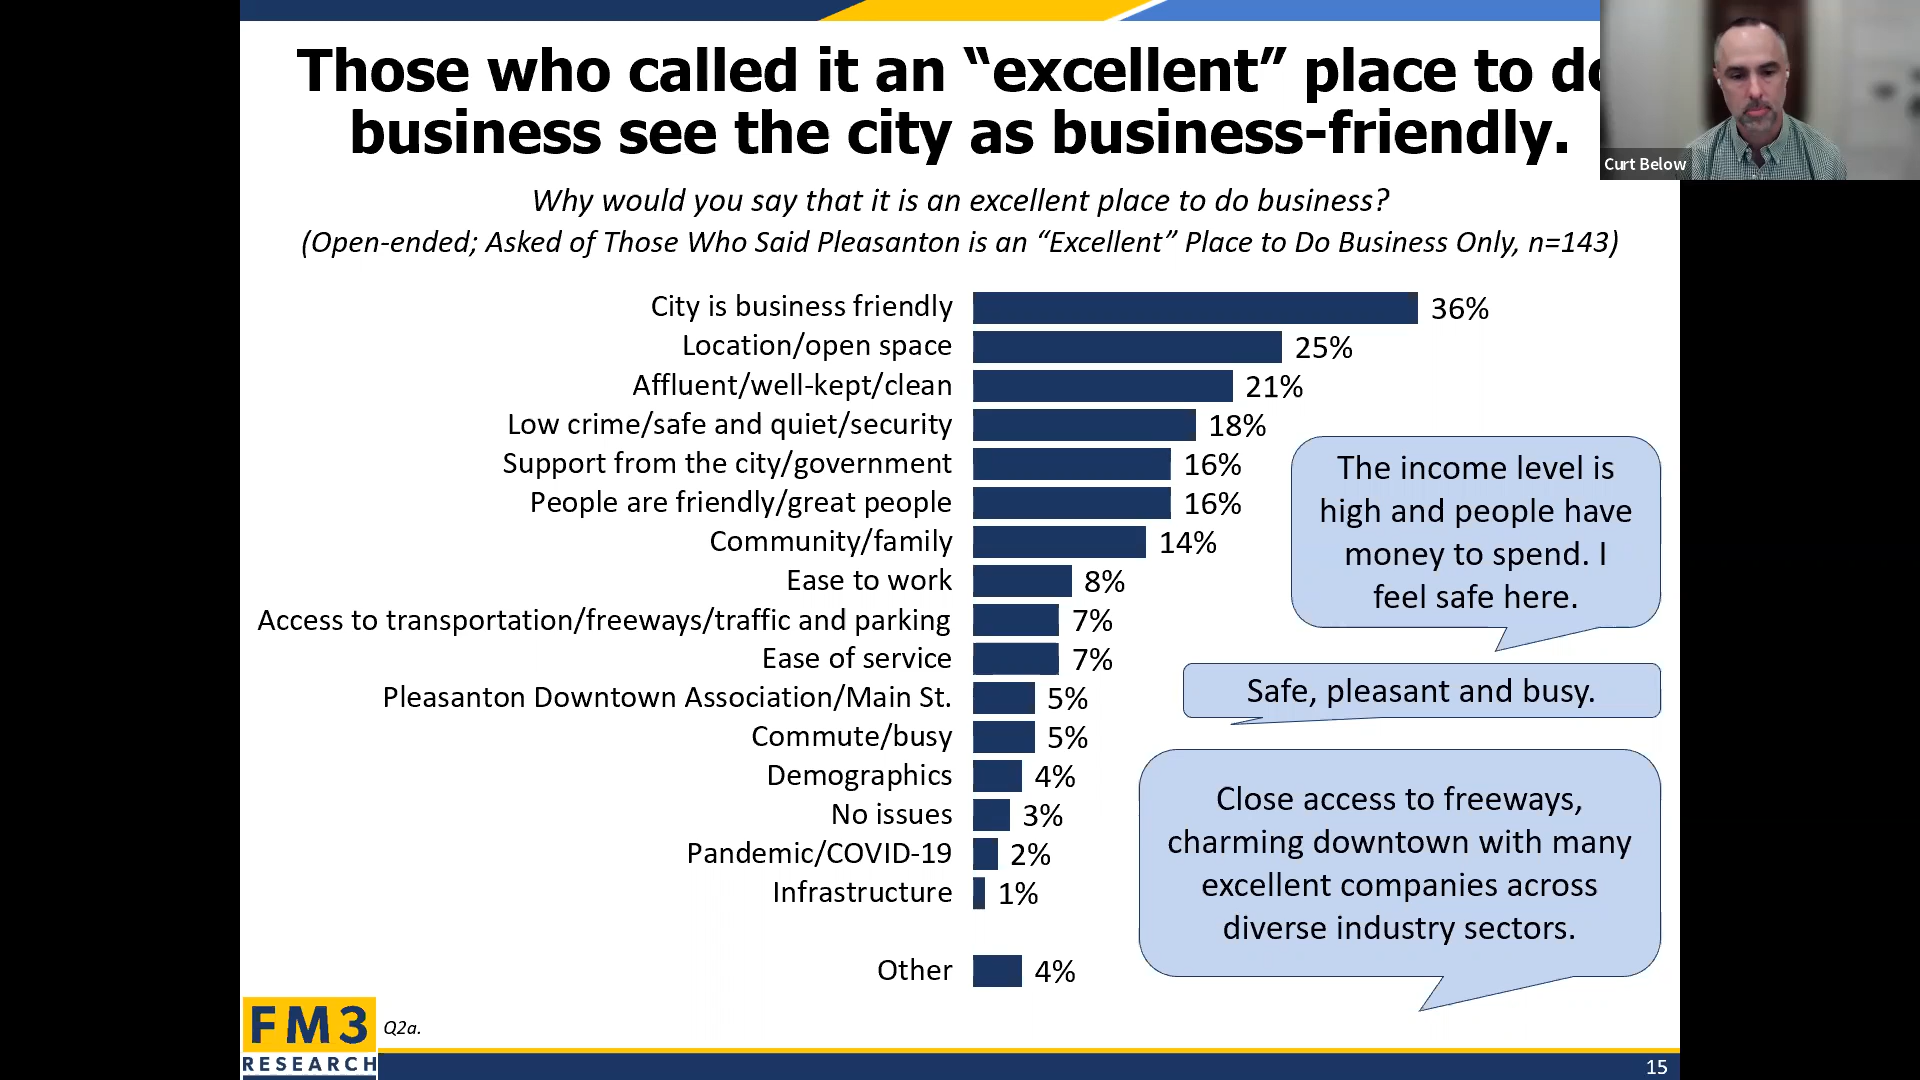 Those who called it an “excellent” place to do
business see the city as business-friendly.
Curt Below
Why would you say that it is an excellent place to do business?
(Open-ended; Asked of Those Who Said Pleasanton is an “Excellent” Place to Do Business Only, n=143)
City is business friendly 36%
Location/open space 25%
Affluent/well-kept/clean 21%
Low crime/safe and quiet/security 18%
Support from the city/government 16%
People are friendly/great people 16%
Community/family 14%
Ease to work 8%
Access to transportation/freeways/traffic and parking 7%
Ease of service 7%
Pleasanton Downtown Association/Main St. 5%
Commute/busy 5%
Demographics 4%
No issues 3%
Pandemic/COVID-19 2%
Infrastructure 1%
Other 4%
The income level is
high and people have
money to spend. I
feel safe here.
Safe, pleasant and busy.
Close access to freeways,
charming downtown with many
excellent companies across
diverse industry sectors.
FM3
RESEARCH
Q2a.
15